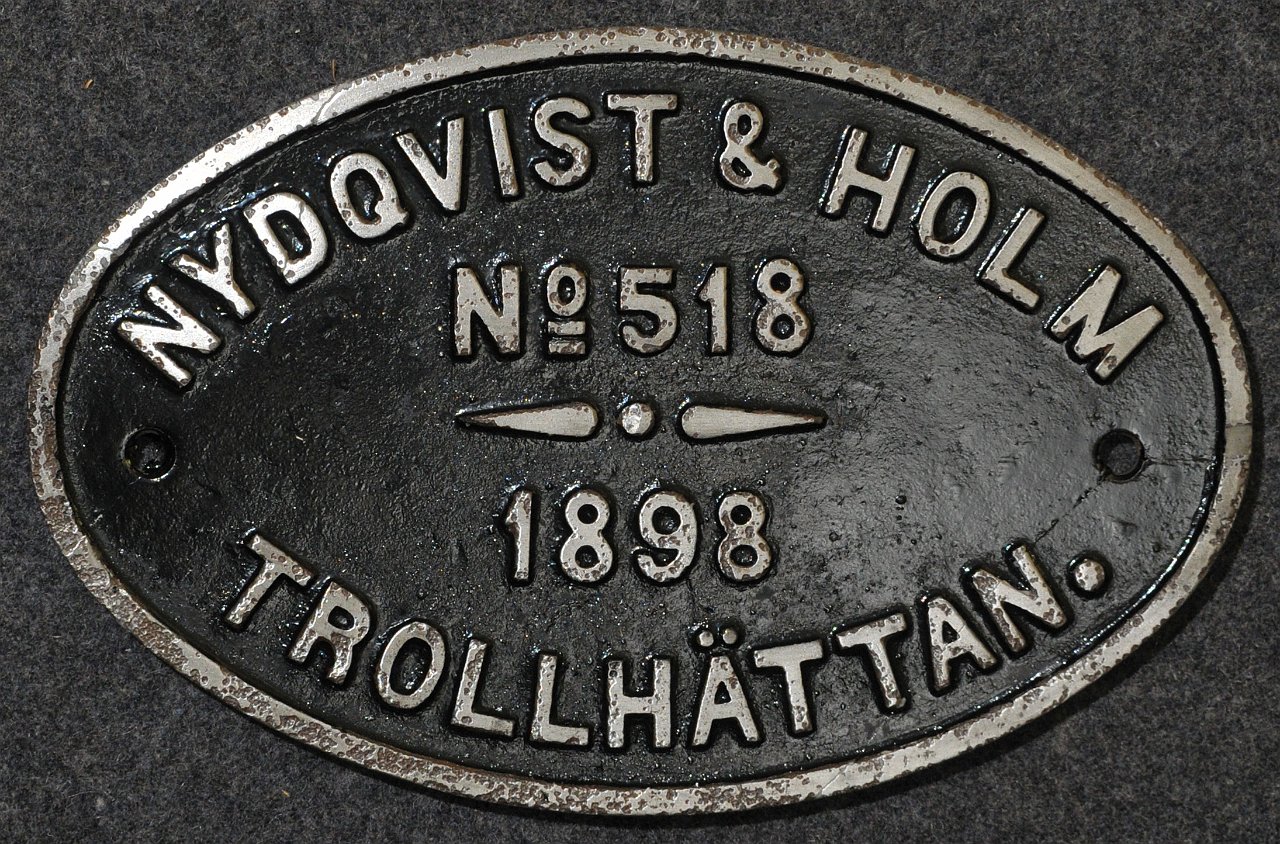 NYDQVIST & HOLM
Nº 518
1898
TROLLHÄTTAN.